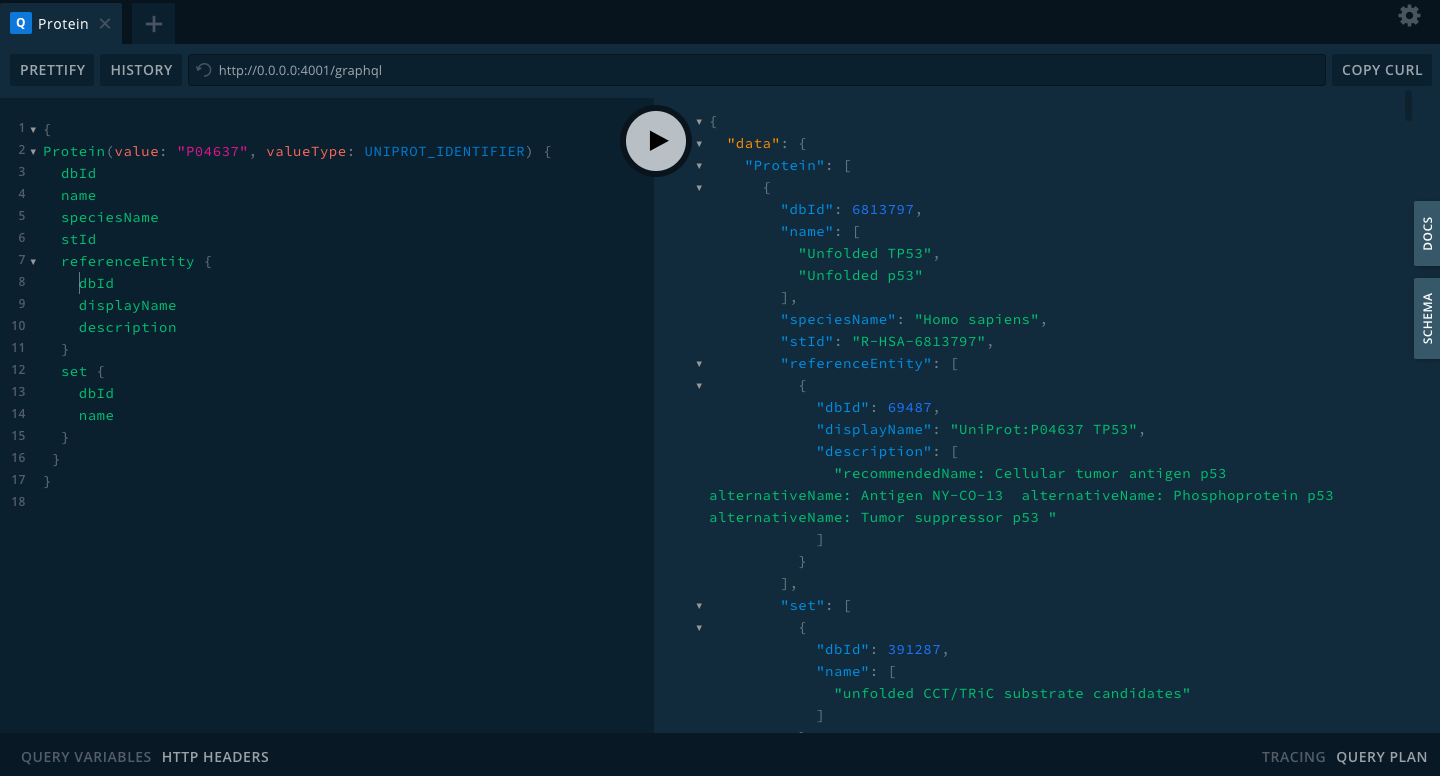 Q Protein
PRETTIFY HISTORY http://0.0.0.0:4001/graphql COPY CURL
1 {
2 Protein(value: "P04637", valueType: UNIPROT_IDENTIFIER) {
3 dbId
4 name
5 speciesName
6 stId
7 referenceEntity {
8 dbId
9 displayName
10 description
11 }
12 set {
13 dbId
14 name
15 }
16 }
17 }
18
{
"data": {
"Protein": [
{
"dbId": 6813797,
"name": [
"Unfolded TP53",
"Unfolded p53"
],
"speciesName": "Homo sapiens",
"stId": "R-HSA-6813797",
"referenceEntity": [
{
"dbId": 69487,
"displayName": "UniProt:P04637 TP53",
"description": [
"recommendedName: Cellular tumor antigen p53
alternativeName: Antigen NY-CO-13  alternativeName: Phosphoprotein p53
alternativeName: Tumor suppressor p53 "
]
}
],
"set": [
{
"dbId": 391287,
"name": [
"unfolded CCT/TRiC substrate candidates"
]
DOCS
SCHEMA
QUERY VARIABLES HTTP HEADERS
TRACING QUERY PLAN